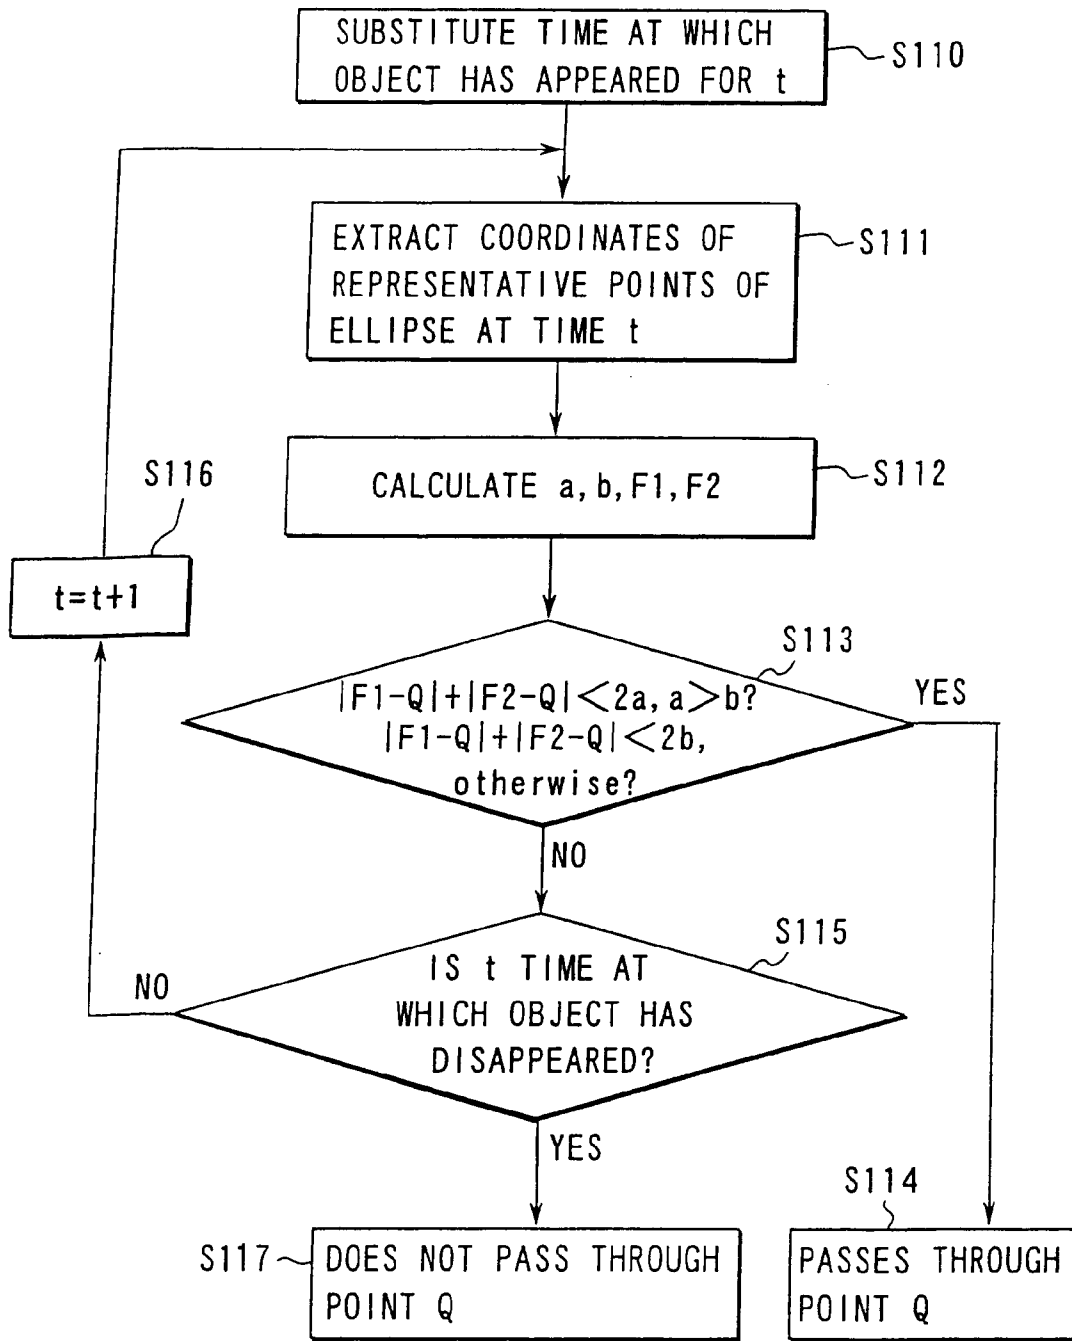 SUBSTITUTE TIME AT WHICH
OBJECT HAS APPEARED FOR t
S110
EXTRACT COORDINATES OF
REPRESENTATIVE POINTS OF
ELLIPSE AT TIME t
S111
CALCULATE a, b, F1, F2
S112
S116
t=t+1
S113
|F1-Q|+|F2-Q|<2a, a>b?
|F1-Q|+|F2-Q|<2b,
otherwise?
YES
NO
S115
IS t TIME AT
WHICH OBJECT HAS
DISAPPEARED?
NO
YES
S114
S117
DOES NOT PASS THROUGH
POINT Q
PASSES THROUGH
POINT Q